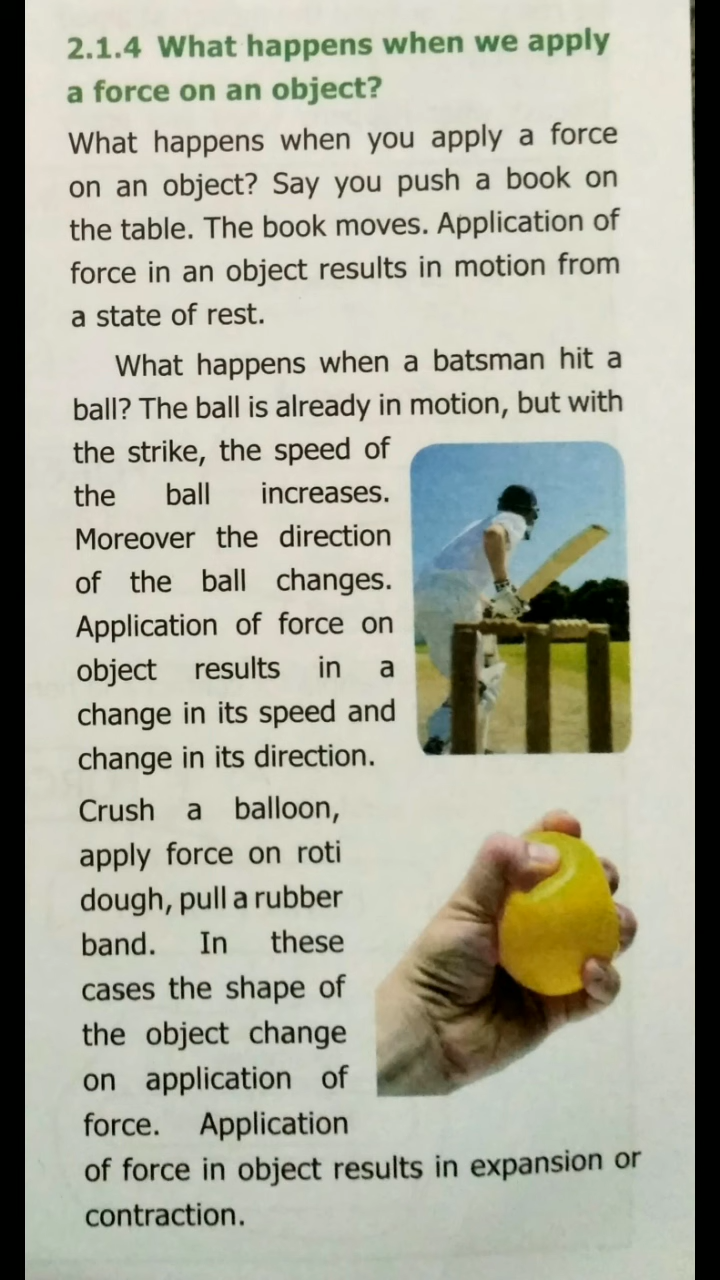 2.1.4 What happens when we apply
a force on an object?
What happens when you apply a force
on an object? Say you push a book on
the table. The book moves. Application of
force in an object results in motion from
a state of rest.
What happens when a batsman hit a
ball? The ball is already in motion, but with
the strike, the speed of
the ball increases.
Moreover the direction
of the ball changes.
Application of force on
object results in a
change in its speed and
change in its direction.
Crush a balloon,
apply force on roti
dough, pull a rubber
band. In these
cases the shape of
the object change
on application of
force. Application
of force in object results in expansion or
contraction.